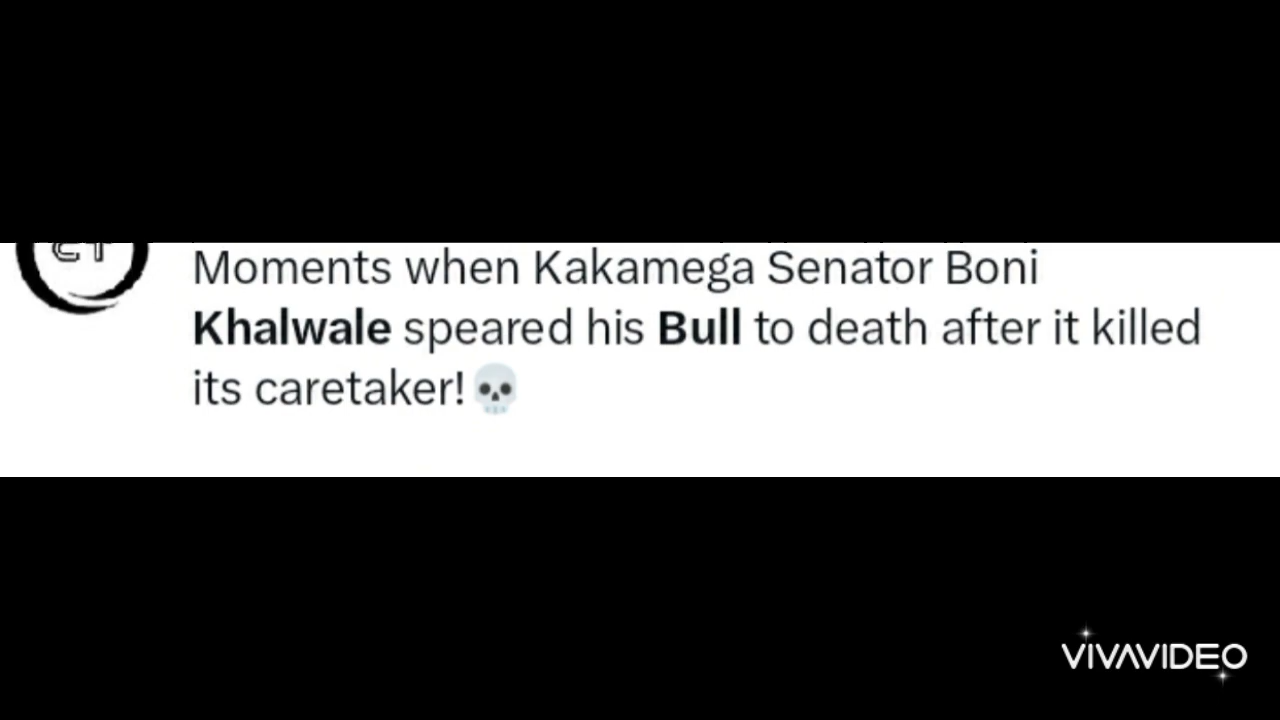 Moments when Kakamega Senator Boni
Khalwale speared his Bull to death after it killed
its caretaker!💀
VIVAVIDEO